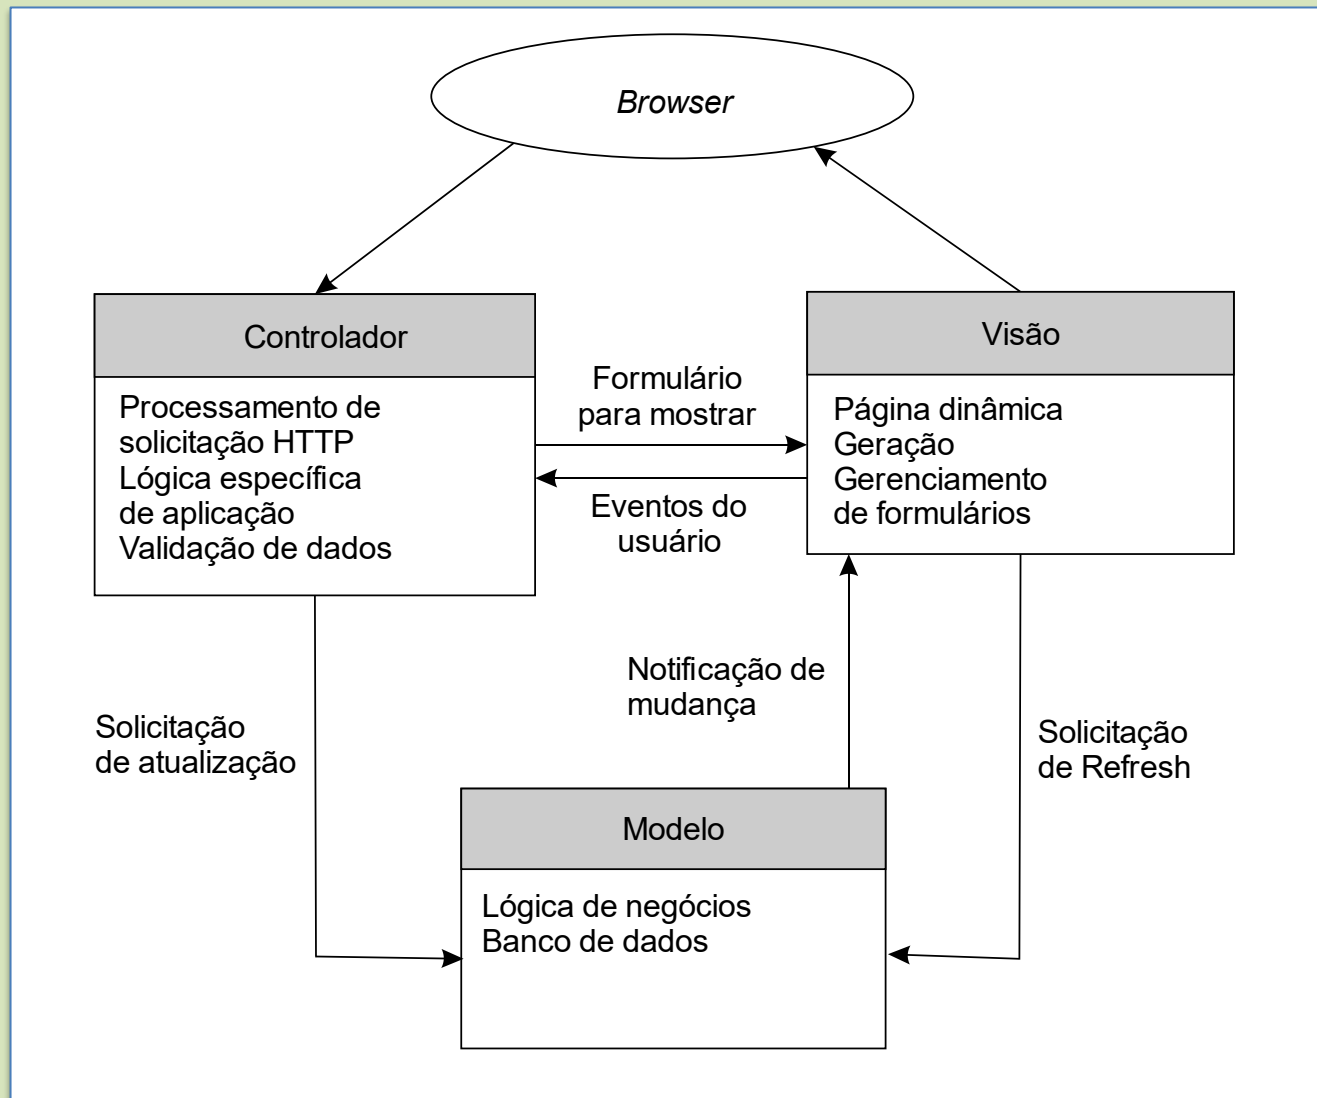 Browser
Controlador
Processamento de
solicitação HTTP
Lógica específica
de aplicação
Validação de dados
Formulário
para mostrar
Eventos do
usuário
Visão
Página dinâmica
Geração
Gerenciamento
de formulários
Solicitação
de atualização
Notificação de
mudança
Solicitação
de Refresh
Modelo
Lógica de negócios
Banco de dados